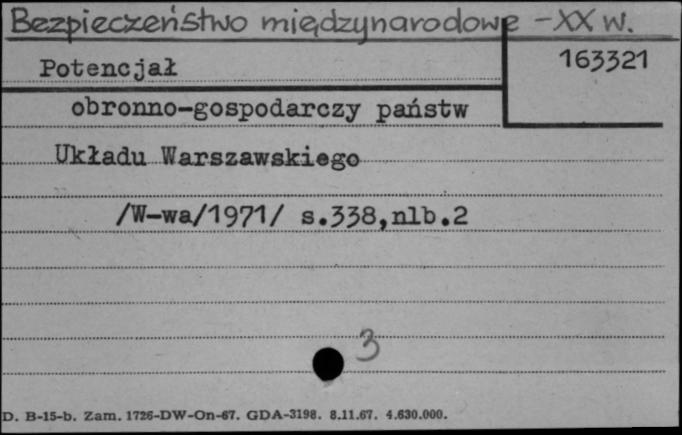 Bezpieczeństwo międzynarodowe - XX w.
163321
Potencjał
obronno-gospodarczy państw
Układu Warszawskiego
/W-wa/1971/ s.338,nlb.2
3
D. B-15-b. Zam. 1726-DW-On-67. GDA-3198. 8.11.67. 4.630.000.